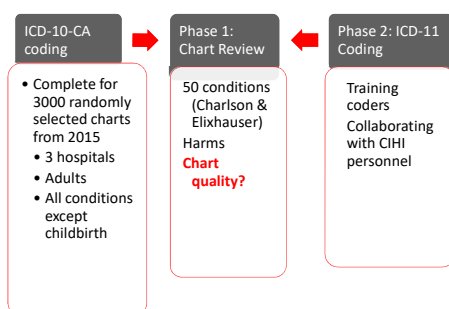 ICD-10-CA
coding
• Complete for
3000 randomly
selected charts
from 2015
• 3 hospitals
• Adults
• All conditions
except
childbirth
Phase 1:
Chart Review
50 conditions
(Charlson &
Elixhauser)
Harms
Chart
quality?
Phase 2: ICD-11
Coding
Training
coders
Collaborating
with CIHI
personnel